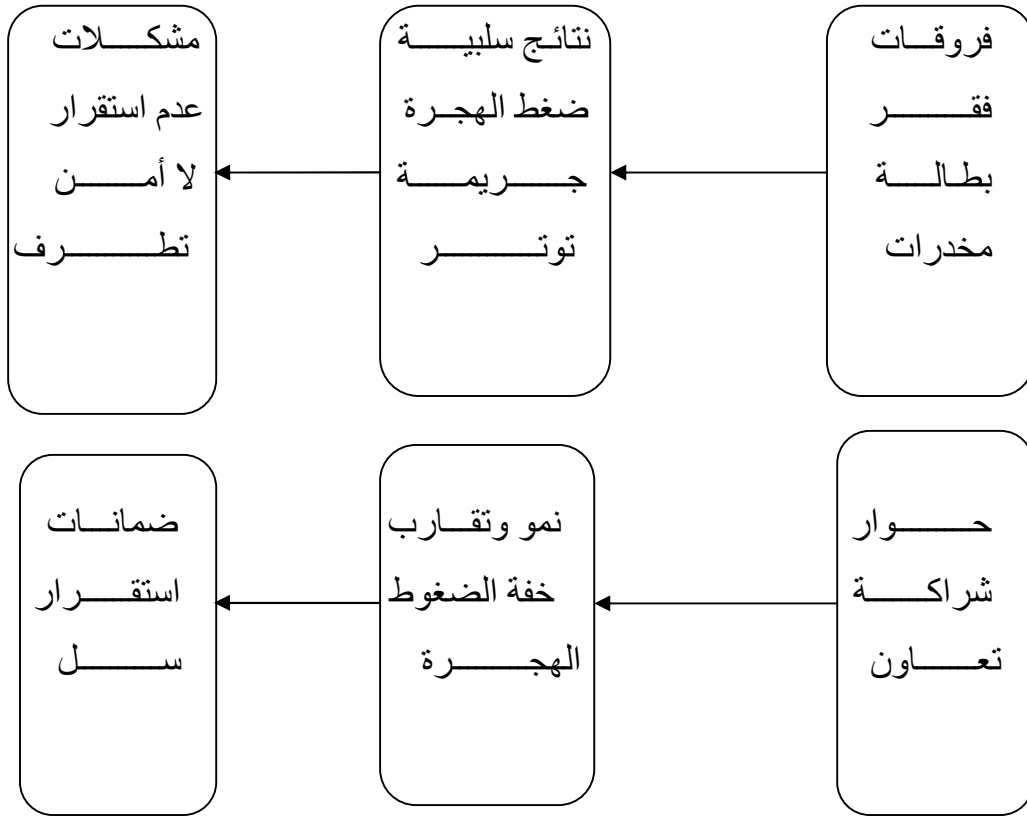 فروقات
فقر
بطالة
مخدرات
نتائج سلبية
ضغط الهجرة
جريمة
توتر
مشكلات
عدم استقرار
لا أمن
تطرف
حوار
شراكة
تعاون
نمو وتقارب
خفة الضغوط
الهجرة
ضمانات
استقرار
سل